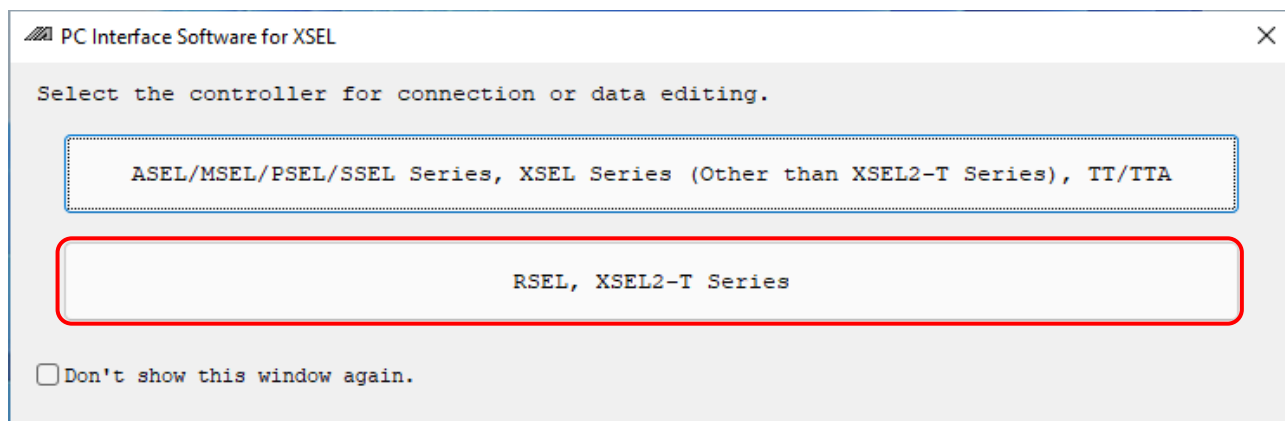 PC Interface Software for XSEL
Select the controller for connection or data editing.
ASEL/MSEL/PSEL/SSEL Series, XSEL Series (Other than XSEL2-T Series), TT/TTA
RSEL, XSEL2-T Series
Don't show this window again.